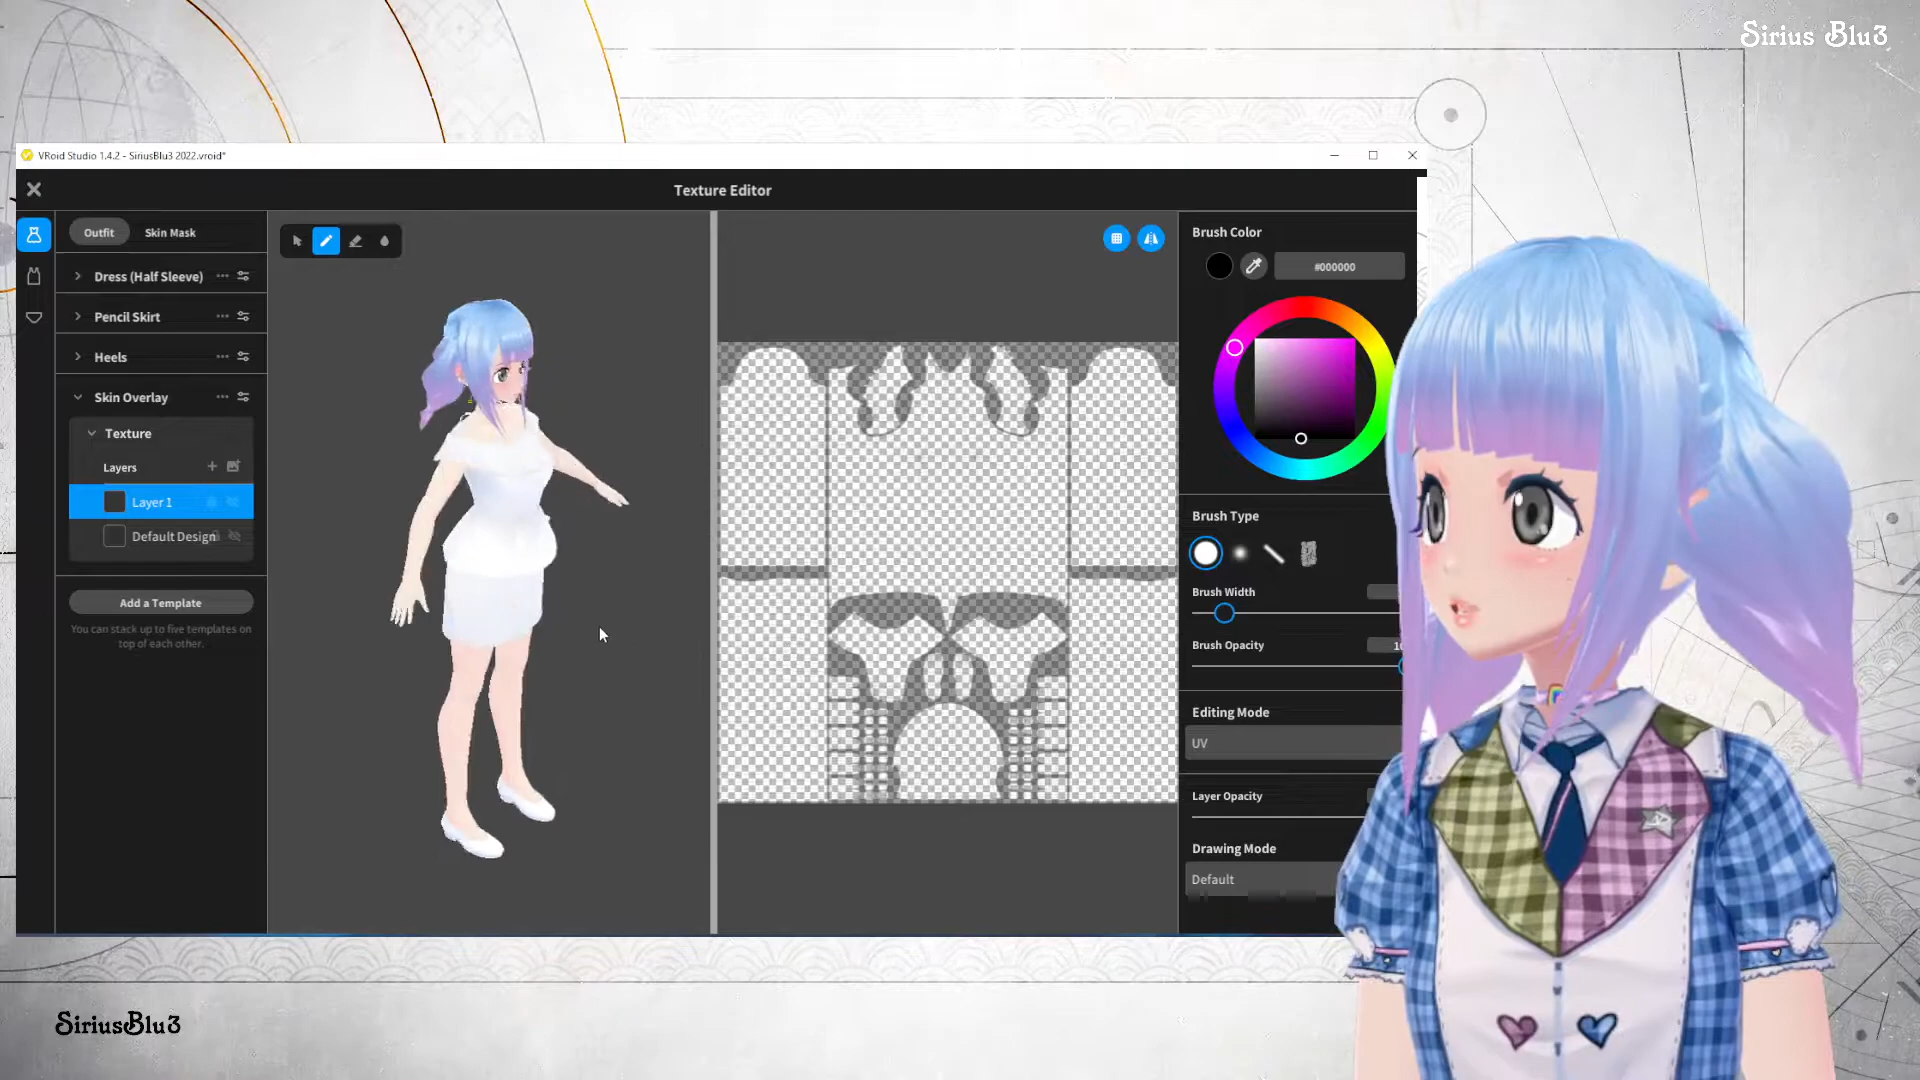 Sirius Blu3
VRoid Studio 1.4.2 - SiriusBlu3 2022.vroid*
Texture Editor
Outfit
Skin Mask
Dress (Half Sleeve)
Pencil Skirt
Heels
Skin Overlay
Texture
Layers
Layer 1
Default Design
Add a Template
You can stack up to five templates on
top of each other.
Brush Color
#000000
Brush Type
Brush Width
Brush Opacity
Editing Mode
UV
Layer Opacity
Drawing Mode
Default
SiriusBlu3